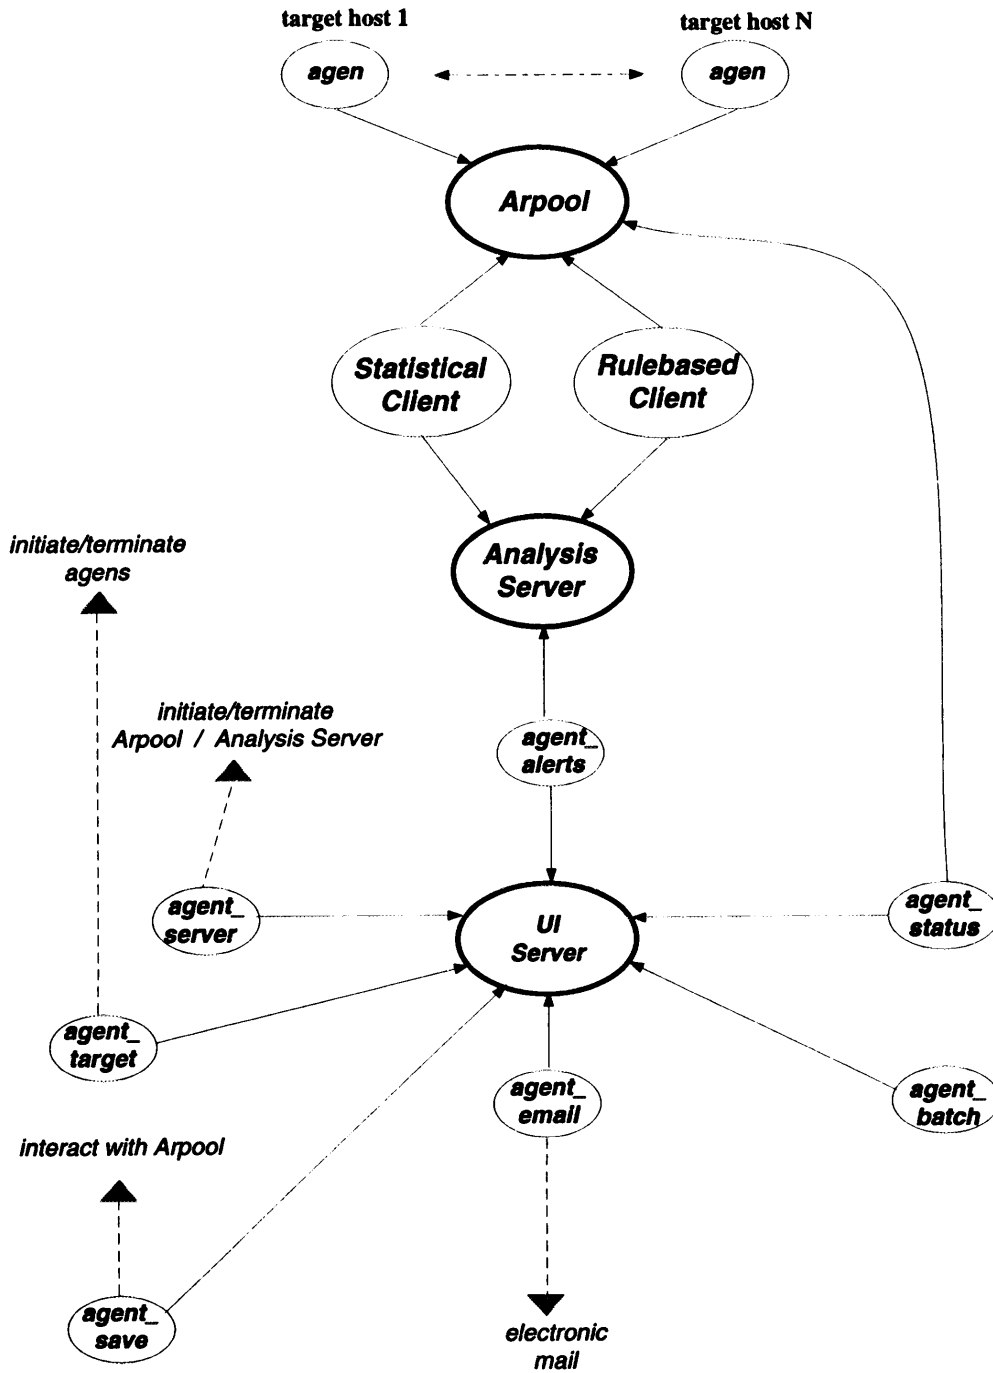 target host 1
target host N
agen
agen
Arpool
Statistical
Client
Rulebased
Client
Analysis
Server
initiate/terminate
agens
initiate/terminate
Arpool / Analysis Server
agent_
alerts
agent_
server
UI
Server
agent_
status
agent_
target
agent_
email
agent_
batch
interact with Arpool
agent_
save
electronic
mail